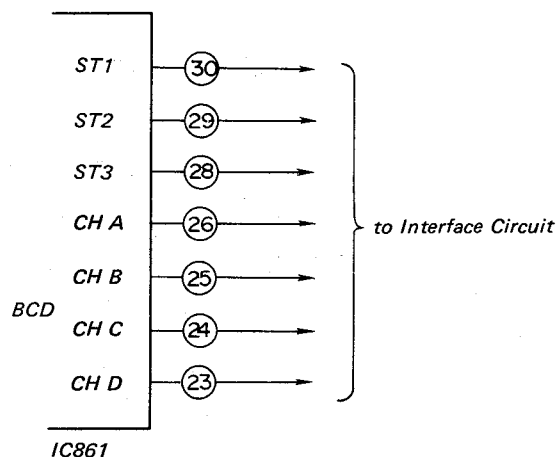 ST1 30
ST2 29
ST3 28
CH A 26
to Interface Circuit
CH B 25
BCD
CH C 24
CH D 23
IC861